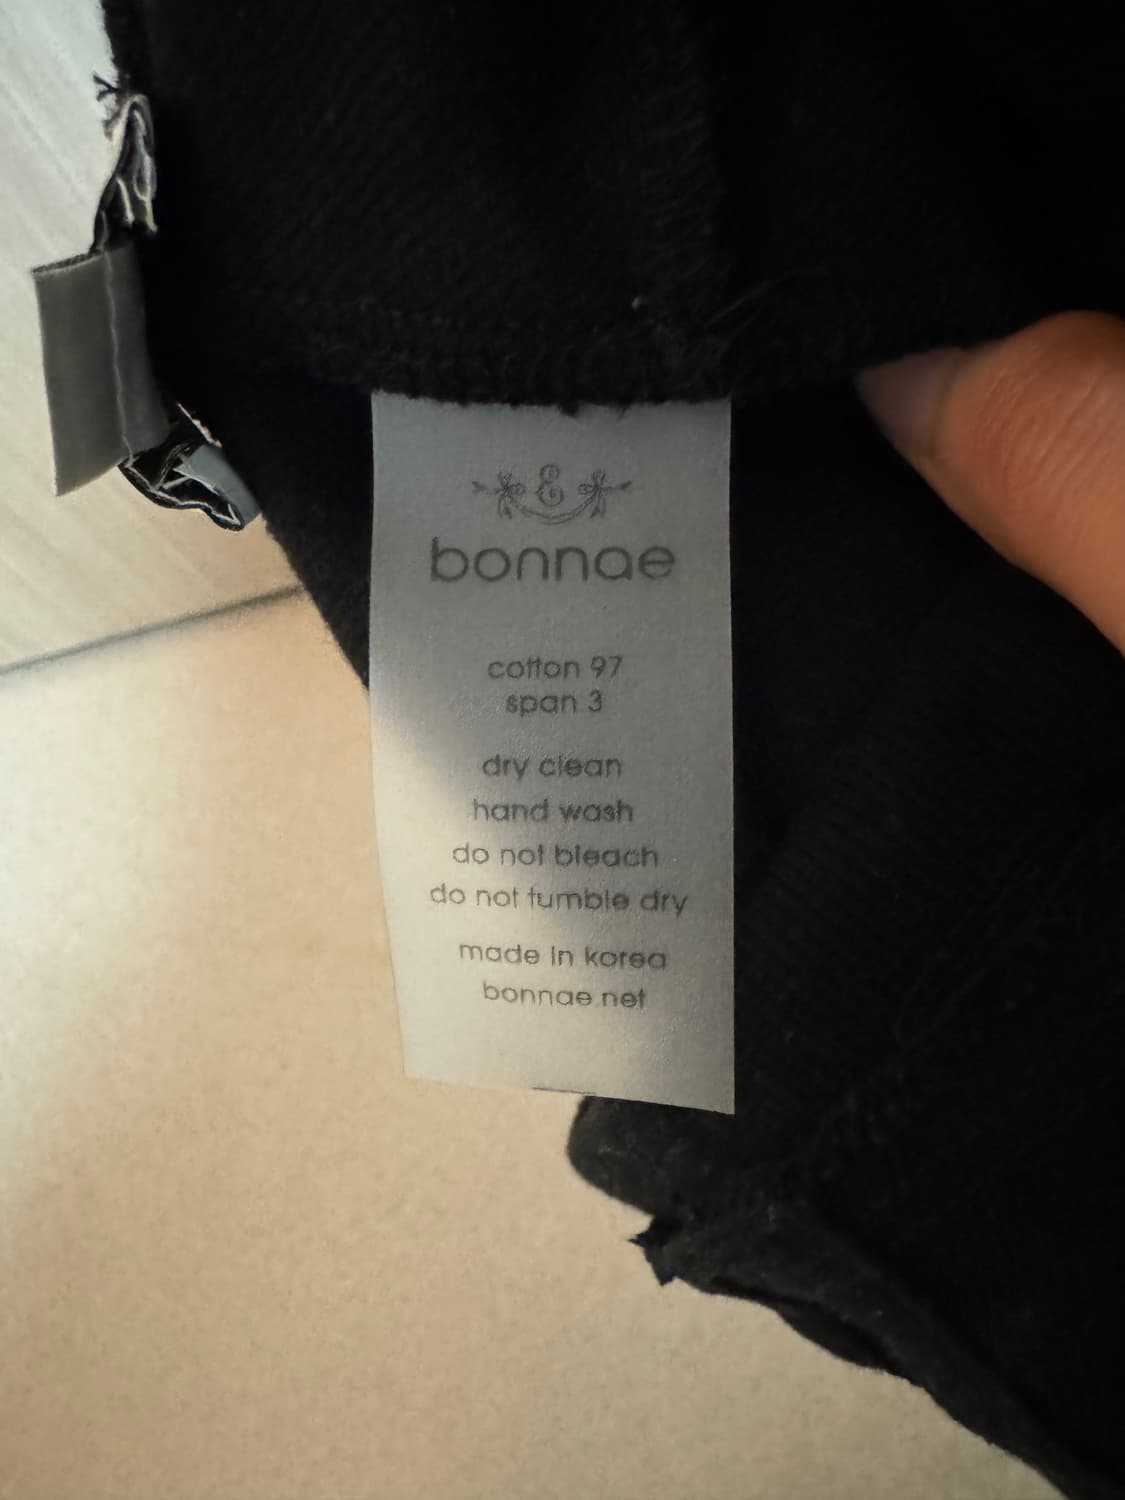 &
bonnae
cotton 97
span 3
dry clean
hand wash
do not bleach
do not tumble dry
made in korea
bonnae.net